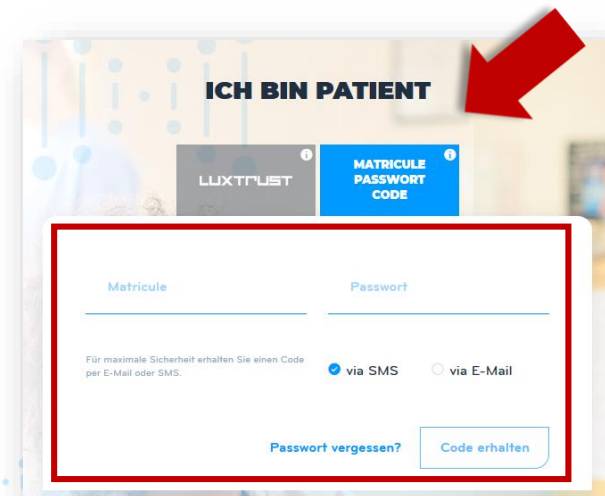 ICH BIN PATIENT
LUXTRUST
MATRICULE
PASSWORT
CODE
Matricule
Passwort
Für maximale Sicherheit erhalten Sie einen Code
per E-Mail oder SMS.
via SMS
via E-Mail
Passwort vergessen?
Code erhalten